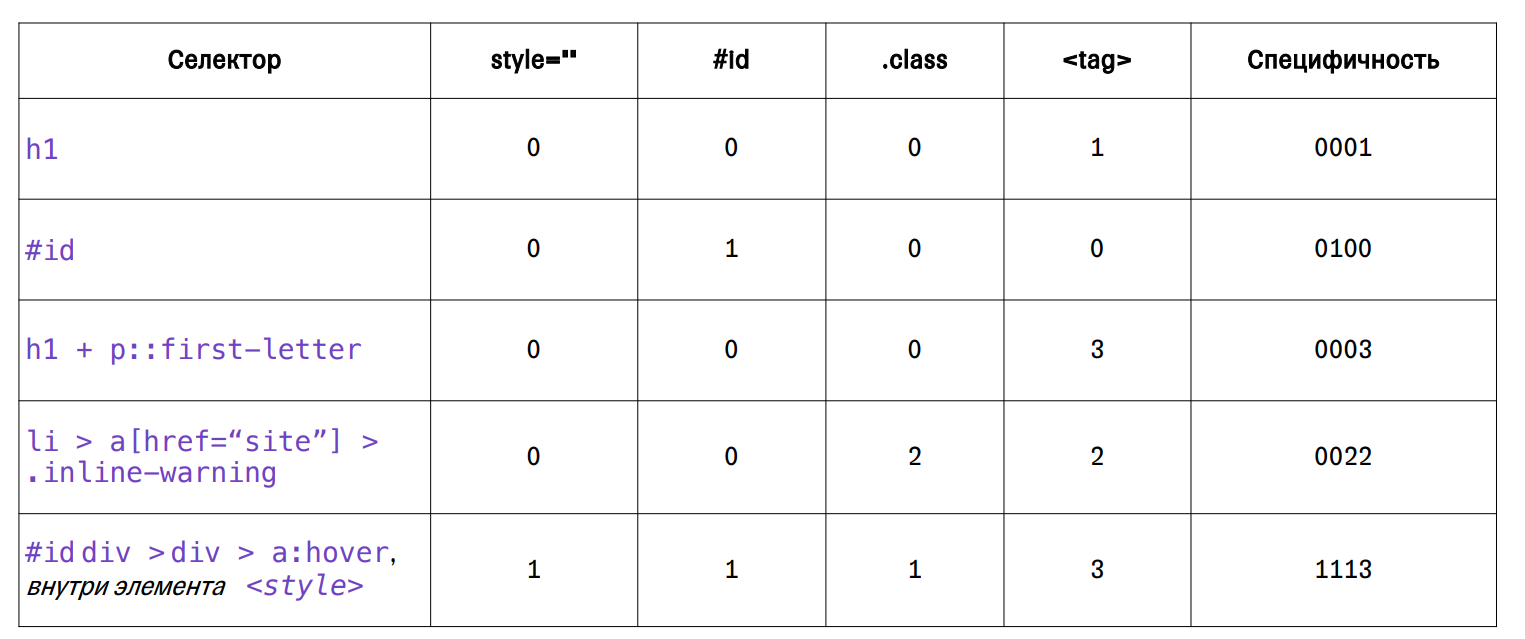 Селектор style="" #id .class <tag> Специфичность
h1 0 0 0 1 0001
#id 0 1 0 0 0100
h1 + p::first-letter 0 0 0 3 0003
li > a[href=“site”] >
.inline-warning 0 0 2 2 0022
#id div > div > a:hover,
внутри элемента <style> 1 1 1 3 1113